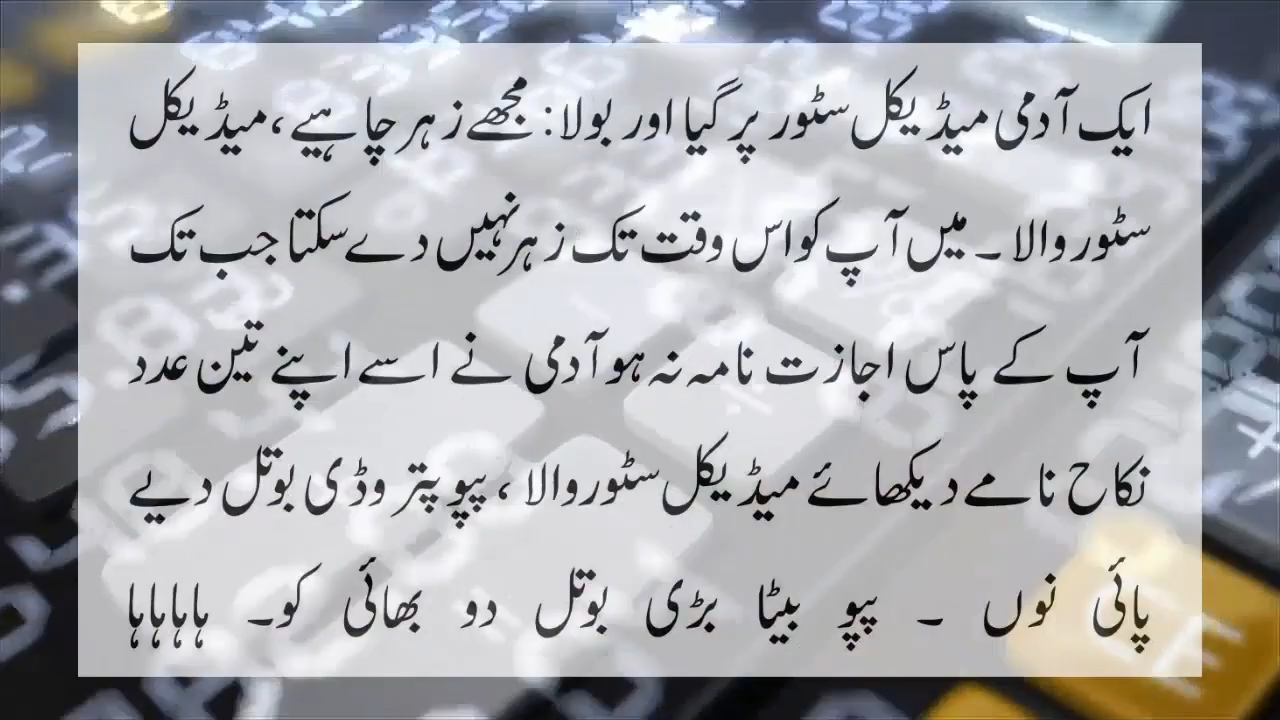 ایک آدمی میڈیکل سٹور پر گیا اور بولا: مجھے زہر چاہیے، میڈیکل
سٹور والا ۔ میں آپ کو اس وقت تک زہر نہیں دے سکتا جب تک
آپ کے پاس اجازت نامہ نہ ہو آدمی نے اسے اپنے تین عدد
نکاح نامے دیکھائے میڈیکل سٹور والا ، پپو پتر وڈی بوتل دیے
پائی نوں ۔ پپو بیٹا بڑی بوتل دو بھائی کو۔ ہاہاہاہا